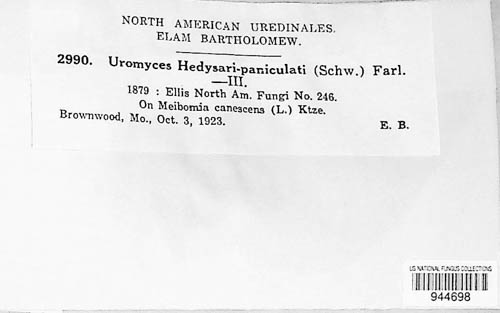 NORTH AMERICAN UREDINALES.
ELAM BARTHOLOMEW.
2990. Uromyces Hedysari-paniculati (Schw.) Farl.
—III.
1879 : Ellis North Am. Fungi No. 246.
On Meibomia canescens (L.) Ktze.
Brownwood, Mo., Oct. 3, 1923. E. B.
US NATIONAL FUNGUS COLLECTIONS
944698